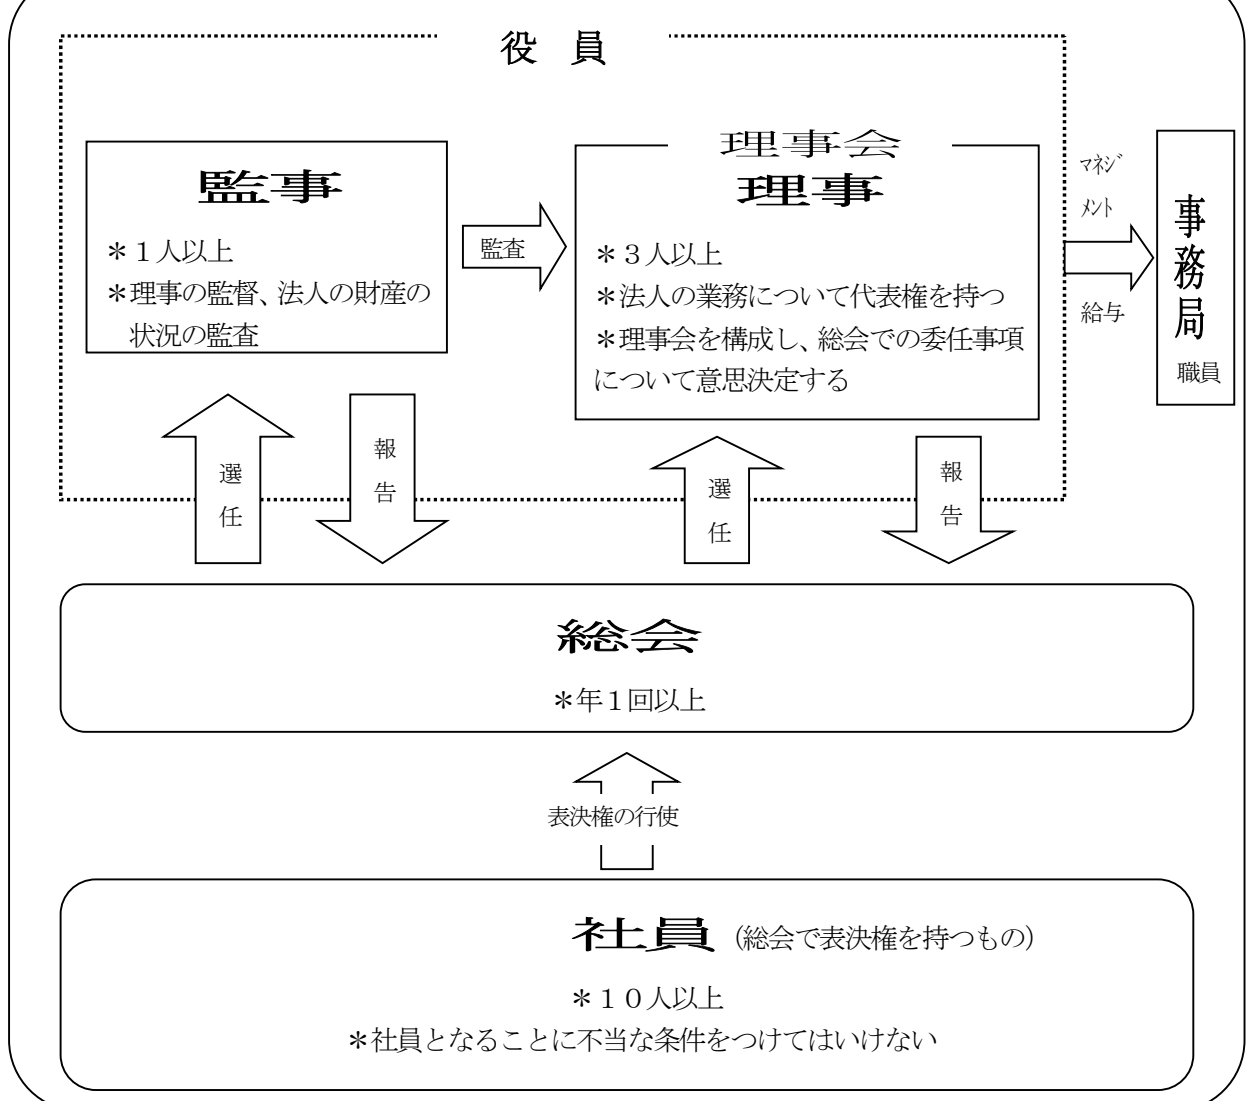 役 員
監事
＊１人以上
＊理事の監督、法人の財産の
状況の監査
監査
理事会
理事
＊３人以上
＊法人の業務について代表権を持つ
＊理事会を構成し、総会での委任事項
について意思決定する
ﾏﾈｼﾞ
ﾒﾝﾄ
給与
事務局
職員
選任
報告
選任
報告
総会
＊年１回以上
表決権の行使
社員（総会で表決権を持つもの）
＊１０人以上
＊社員となることに不当な条件をつけてはいけない